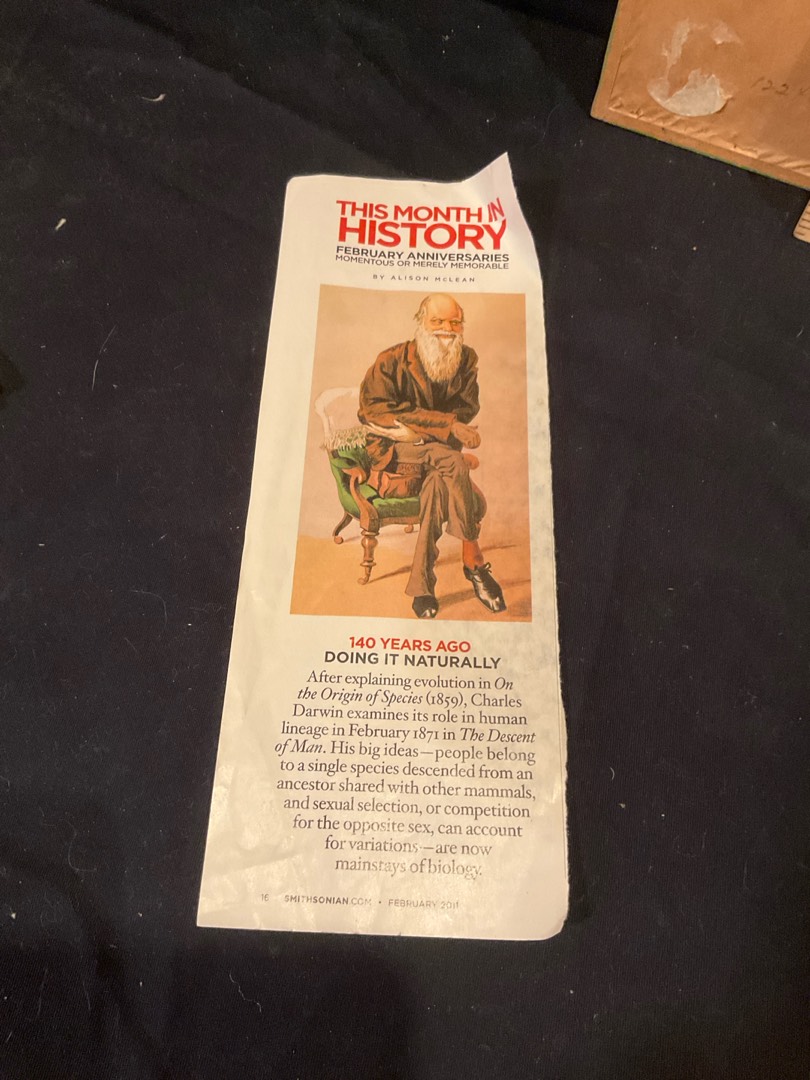 THIS MONTH IN
HISTORY
FEBRUARY ANNIVERSARIES
MOMENTOUS OR MERELY MEMORABLE
BY ALISON McLEAN
140 YEARS AGO
DOING IT NATURALLY
After explaining evolution in On
the Origin of Species (1859), Charles
Darwin examines its role in human
lineage in February 1871 in The Descent
of Man. His big ideas—people belong
to a single species descended from an
ancestor shared with other mammals,
and sexual selection, or competition
for the opposite sex, can account
for variations—are now
mainstays of biology.
16 SMITHSONIAN.COM • FEBRUARY 2011